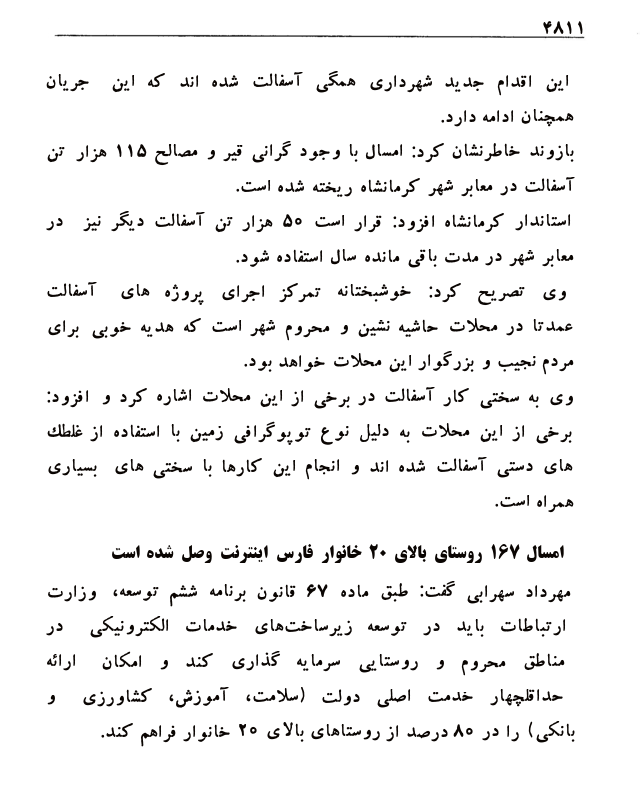 ۴۸۱۱
این اقدام جدید شهرداری همگی آسفالت شده اند که این جریان
همچنان ادامه دارد.
بازوند خاطرنشان کرد: امسال با وجود گرانی قیر و مصالح ۱۱۵ هزار تن
آسفالت در معابر شهر کرمانشاه ریخته شده است.
استاندار کرمانشاه افزود: قرار است ۵۰ هزار تن آسفالت دیگر نیز در
معابر شهر در مدت باقی مانده سال استفاده شود.
وی تصریح کرد: خوشبختانه تمرکز اجرای پروژه های آسفالت
عمدتا در محلات حاشیه نشین و محروم شهر است که هدیه خوبی برای
مردم نجیب و بزرگوار این محلات خواهد بود.
وی به سختی کار آسفالت در برخی از این محلات اشاره کرد و افزود:
برخی از این محلات به دلیل نوع توپوگرافی زمین با استفاده از غلطك
های دستی آسفالت شده اند و انجام این کارها با سختی های بسیاری
همراه است.
امسال ۱۶۷ روستای بالای ۲۰ خانوار فارس اینترنت وصل شده است
مهرداد سهرابی گفت: طبق ماده ۶۷ قانون برنامه ششم توسعه، وزارت
ارتباطات باید در توسعه زیرساخت‌های خدمات الکترونیکی در
مناطق محروم و روستایی سرمایه گذاری کند و امکان ارائه
حداقلچهار خدمت اصلی دولت (سلامت، آموزش، کشاورزی و
بانکی) را در ۸۰ درصد از روستاهای بالای ۲۰ خانوار فراهم کند.